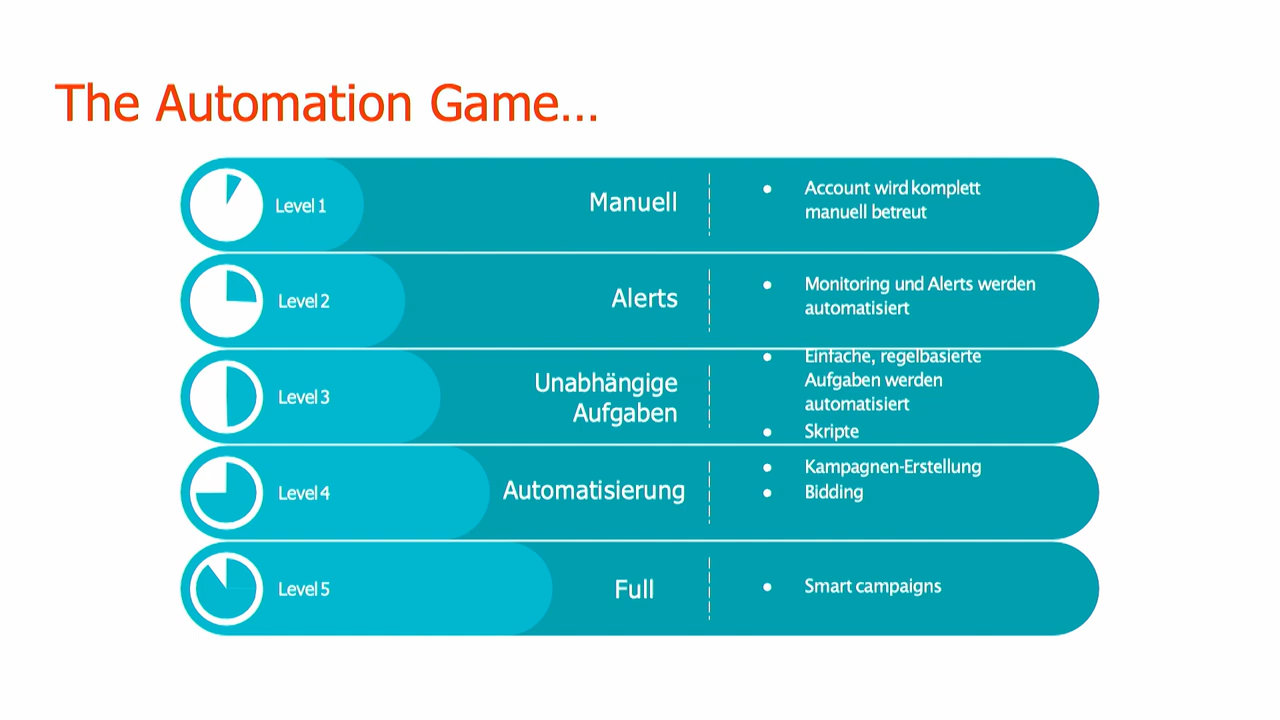 The Automation Game...
Level 1
Manuell
• Account wird komplett
manuell betreut
Level 2
Alerts
• Monitoring und Alerts werden
automatisiert
Level 3
Unabhängige
Aufgaben
• Einfache, regelbasierte
Aufgaben werden
automatisiert
• Skripte
Level 4
Automatisierung
• Kampagnen-Erstellung
• Bidding
Level 5
Full
• Smart campaigns